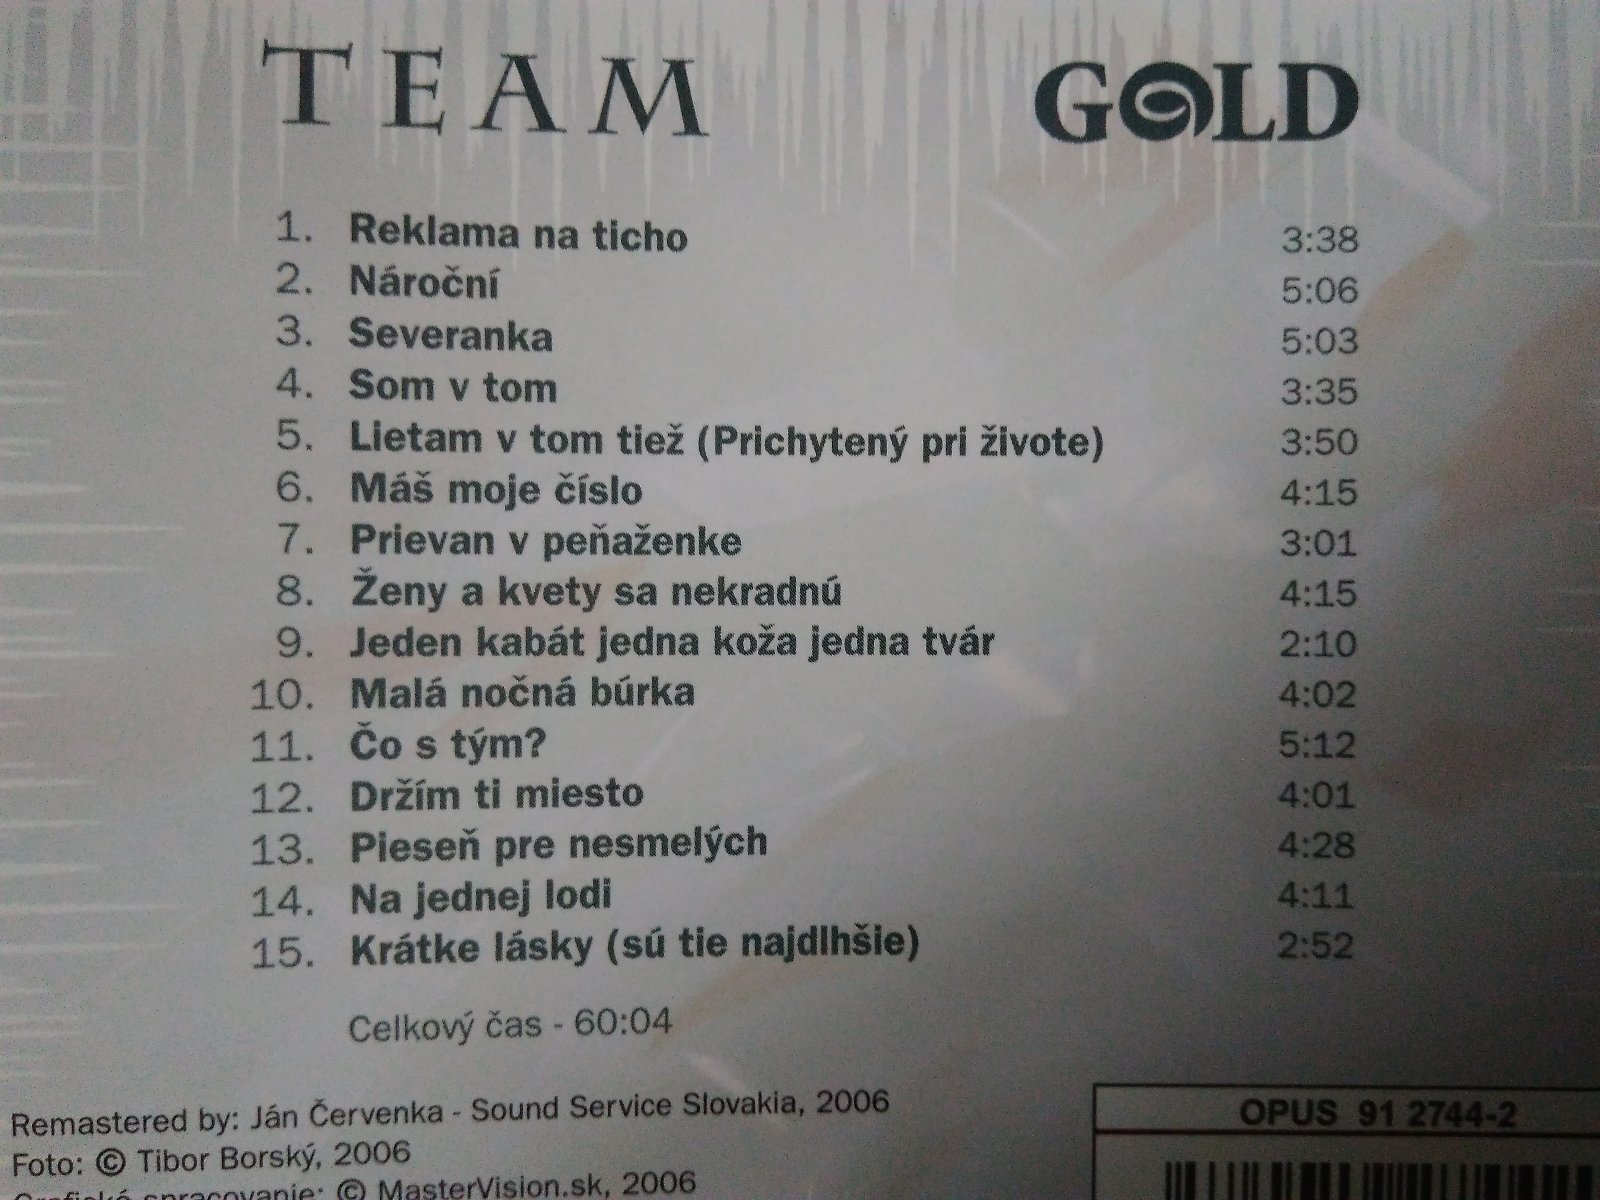 TEAM GOLD
1. Reklama na ticho 3:38
2. Nároční 5:06
3. Severanka 5:03
4. Som v tom 3:35
5. Lietam v tom tiež (Prichytený pri živote) 3:50
6. Máš moje číslo 4:15
7. Prievan v peňaženke 3:01
8. Ženy a kvety sa nekradnú 4:15
9. Jeden kabát jedna koža jedna tvár 2:10
10. Malá nočná búrka 4:02
11. Čo s tým? 5:12
12. Držím ti miesto 4:01
13. Pieseň pre nesmelých 4:28
14. Na jednej lodi 4:11
15. Krátke lásky (sú tie najdlhšie) 2:52
Celkový čas - 60:04
Remastered by: Ján Červenka - Sound Service Slovakia, 2006
Foto: © Tibor Borský, 2006
Grafické spracovanie: © MasterVision.sk, 2006
OPUS 91 2744-2